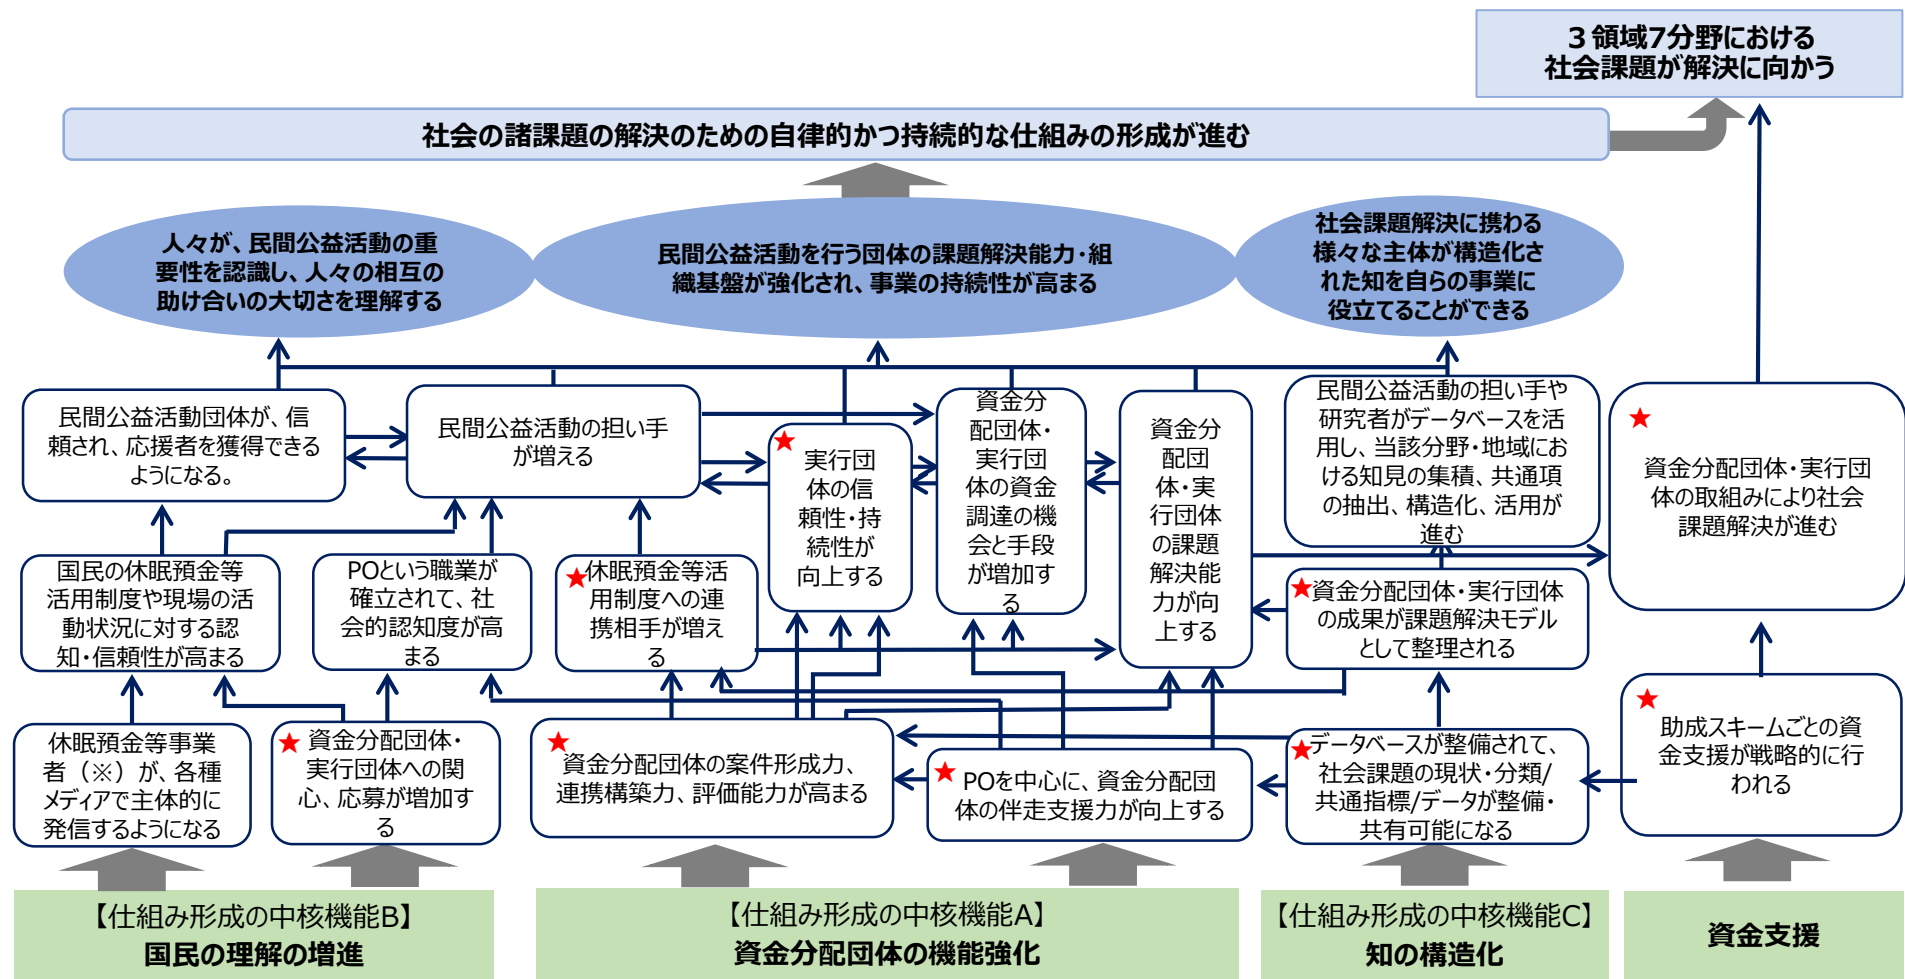 3領域7分野における
社会課題が解決に向かう
社会の諸課題の解決のための自律的かつ持続的な仕組みの形成が進む
人々が、民間公益活動の重
要性を認識し、人々の相互の
助け合いの大切さを理解する
民間公益活動を行う団体の課題解決能力・組
織基盤が強化され、事業の持続性が高まる
社会課題解決に携わる
様々な主体が構造化さ
れた知を自らの事業に
役立てることができる
民間公益活動団体が、信
頼され、応援者を獲得できる
ようになる。
民間公益活動の担い手
が増える
実行団
体の信
頼性・持
続性が
向上する
資金分
配団体・
実行団
体の資金
調達の機
会と手段
が増加す
る
資金分
配団
体・実
行団体
の課題
解決能
力が向
上する
民間公益活動の担い手や
研究者がデータベースを活
用し、当該分野・地域にお
ける知見の集積、共通項
の抽出、構造化、活用が
進む
資金分配団体・実行団
体の取組みにより社会
課題解決が進む
国民の休眠預金等
活用制度や現場の活
動状況に対する認
知・信頼性が高まる
POという職業が
確立されて、社
会的認知度が高
まる
休眠預金等活
用制度への連
携相手が増え
る
資金分配団体・実行団体
の成果が課題解決モデル
として整理される
休眠預金等事業
者（※）が、各種
メディアで主体的に
発信するようになる
資金分配団体・
実行団体への関
心、応募が増加す
る
資金分配団体の案件形成力、
連携構築力、評価能力が高まる
POを中心に、資金分配団
体の伴走支援力が向上する
データベースが整備されて、
社会課題の現状・分類/
共通指標/データが整備・
共有可能になる
助成スキームごとの資
金支援が戦略的に行
われる
【仕組み形成の中核機能B】
国民の理解の増進
【仕組み形成の中核機能A】
資金分配団体の機能強化
【仕組み形成の中核機能C】
知の構造化
資金支援